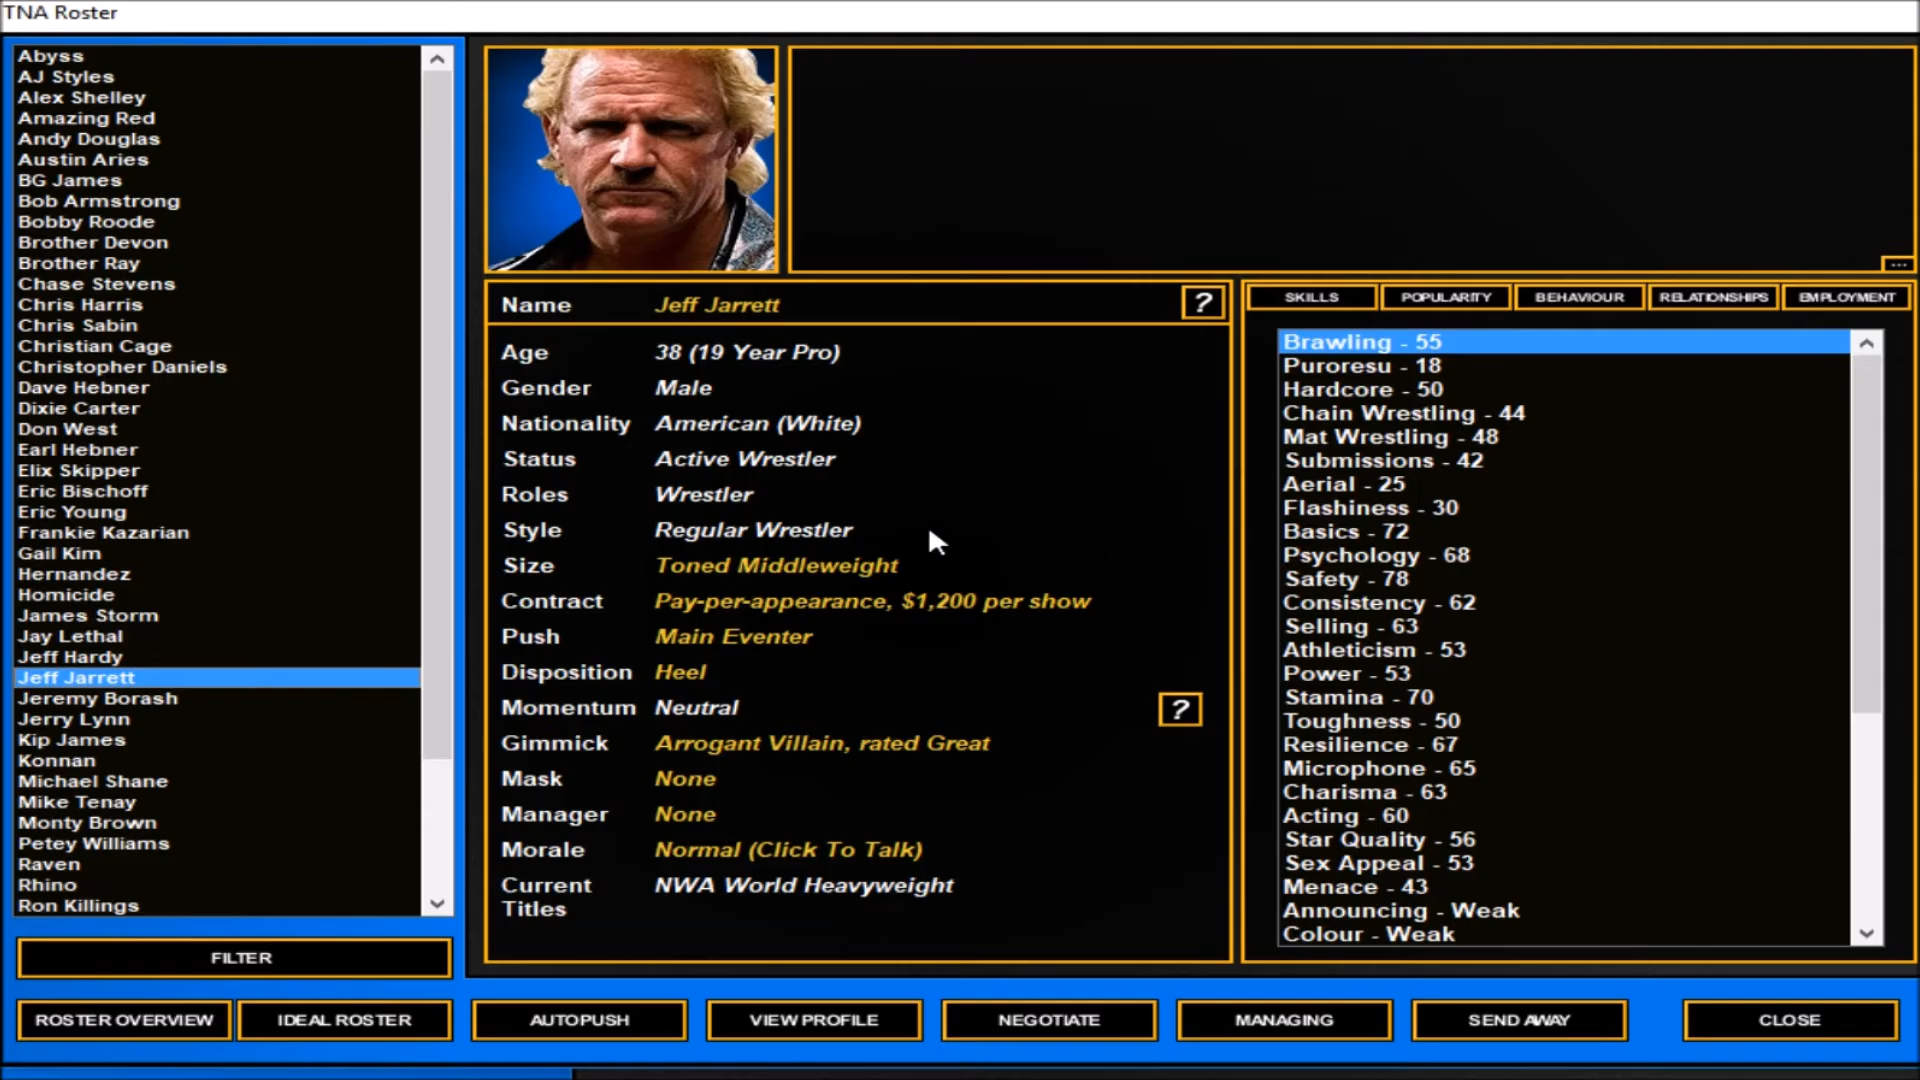 TNA Roster
Abyss
AJ Styles
Alex Shelley
Amazing Red
Andy Douglas
Austin Aries
BG James
Bob Armstrong
Bobby Roode
Brother Devon
Brother Ray
Chase Stevens
Chris Harris
Chris Sabin
Christian Cage
Christopher Daniels
Dave Hebner
Dixie Carter
Don West
Earl Hebner
Elix Skipper
Eric Bischoff
Eric Young
Frankie Kazarian
Gail Kim
Hernandez
Homicide
James Storm
Jay Lethal
Jeff Hardy
Jeff Jarrett
Jeremy Borash
Jerry Lynn
Kip James
Konnan
Michael Shane
Mike Tenay
Monty Brown
Petey Williams
Raven
Rhino
Ron Killings
FILTER
...
Name Jeff Jarrett ?
Age 38 (19 Year Pro)
Gender Male
Nationality American (White)
Status Active Wrestler
Roles Wrestler
Style Regular Wrestler
Size Toned Middleweight
Contract Pay-per-appearance, $1,200 per show
Push Main Eventer
Disposition Heel
Momentum Neutral ?
Gimmick Arrogant Villain, rated Great
Mask None
Manager None
Morale Normal (Click To Talk)
Current Titles NWA World Heavyweight
SKILLS POPULARITY BEHAVIOUR RELATIONSHIPS EMPLOYMENT
Brawling - 55
Puroresu - 18
Hardcore - 50
Chain Wrestling - 44
Mat Wrestling - 48
Submissions - 42
Aerial - 25
Flashiness - 30
Basics - 72
Psychology - 68
Safety - 78
Consistency - 62
Selling - 63
Athleticism - 53
Power - 53
Stamina - 70
Toughness - 50
Resilience - 67
Microphone - 65
Charisma - 63
Acting - 60
Star Quality - 56
Sex Appeal - 53
Menace - 43
Announcing - Weak
Colour - Weak
ROSTER OVERVIEW IDEAL ROSTER AUTOPUSH VIEW PROFILE NEGOTIATE MANAGING SEND AWAY CLOSE